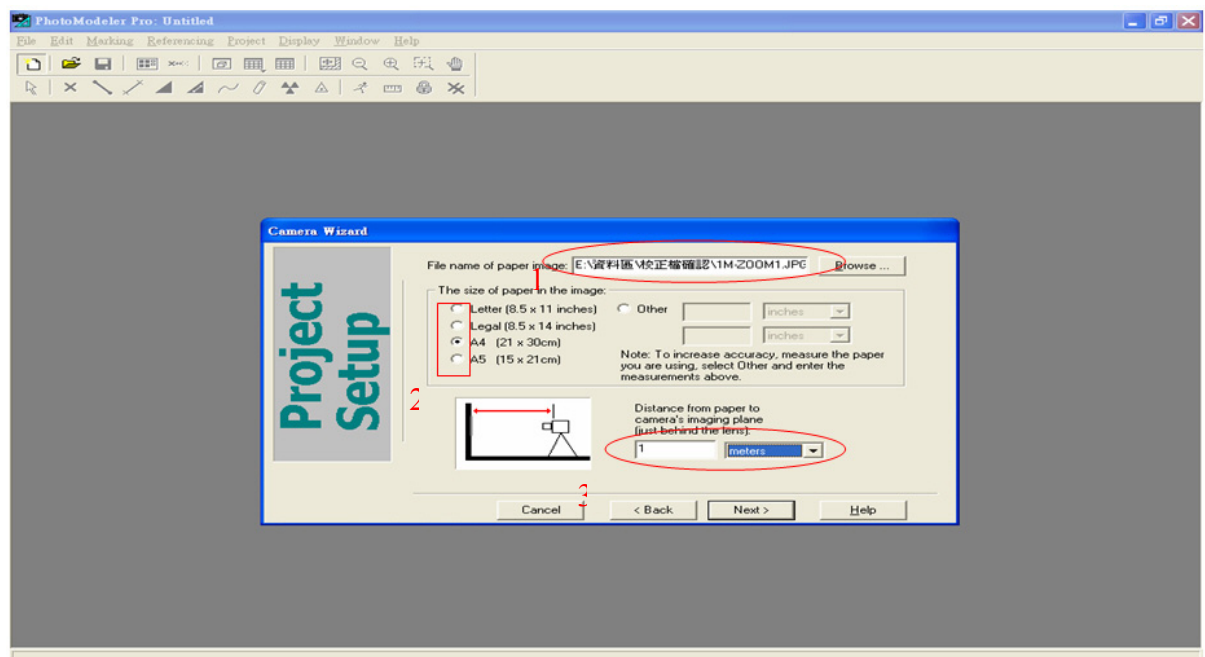 PhotoModeler Pro: Untitled
File Edit Marking Referencing Project Display Window Help
Camera Wizard
Project
Setup
File name of paper image: E:\資料區\校正檔確認\1M-ZOOM1.JPG Browse ...
1
The size of paper in the image:
Letter (8.5 x 11 inches) Other inches
Legal (8.5 x 14 inches) inches
A4 (21 x 30cm)
A5 (15 x 21cm)
Note: To increase accuracy, measure the paper
you are using, select Other and enter the
measurements above.
2
Distance from paper to
camera's imaging plane
(just behind the lens).
1 meters
3
Cancel < Back Next > Help